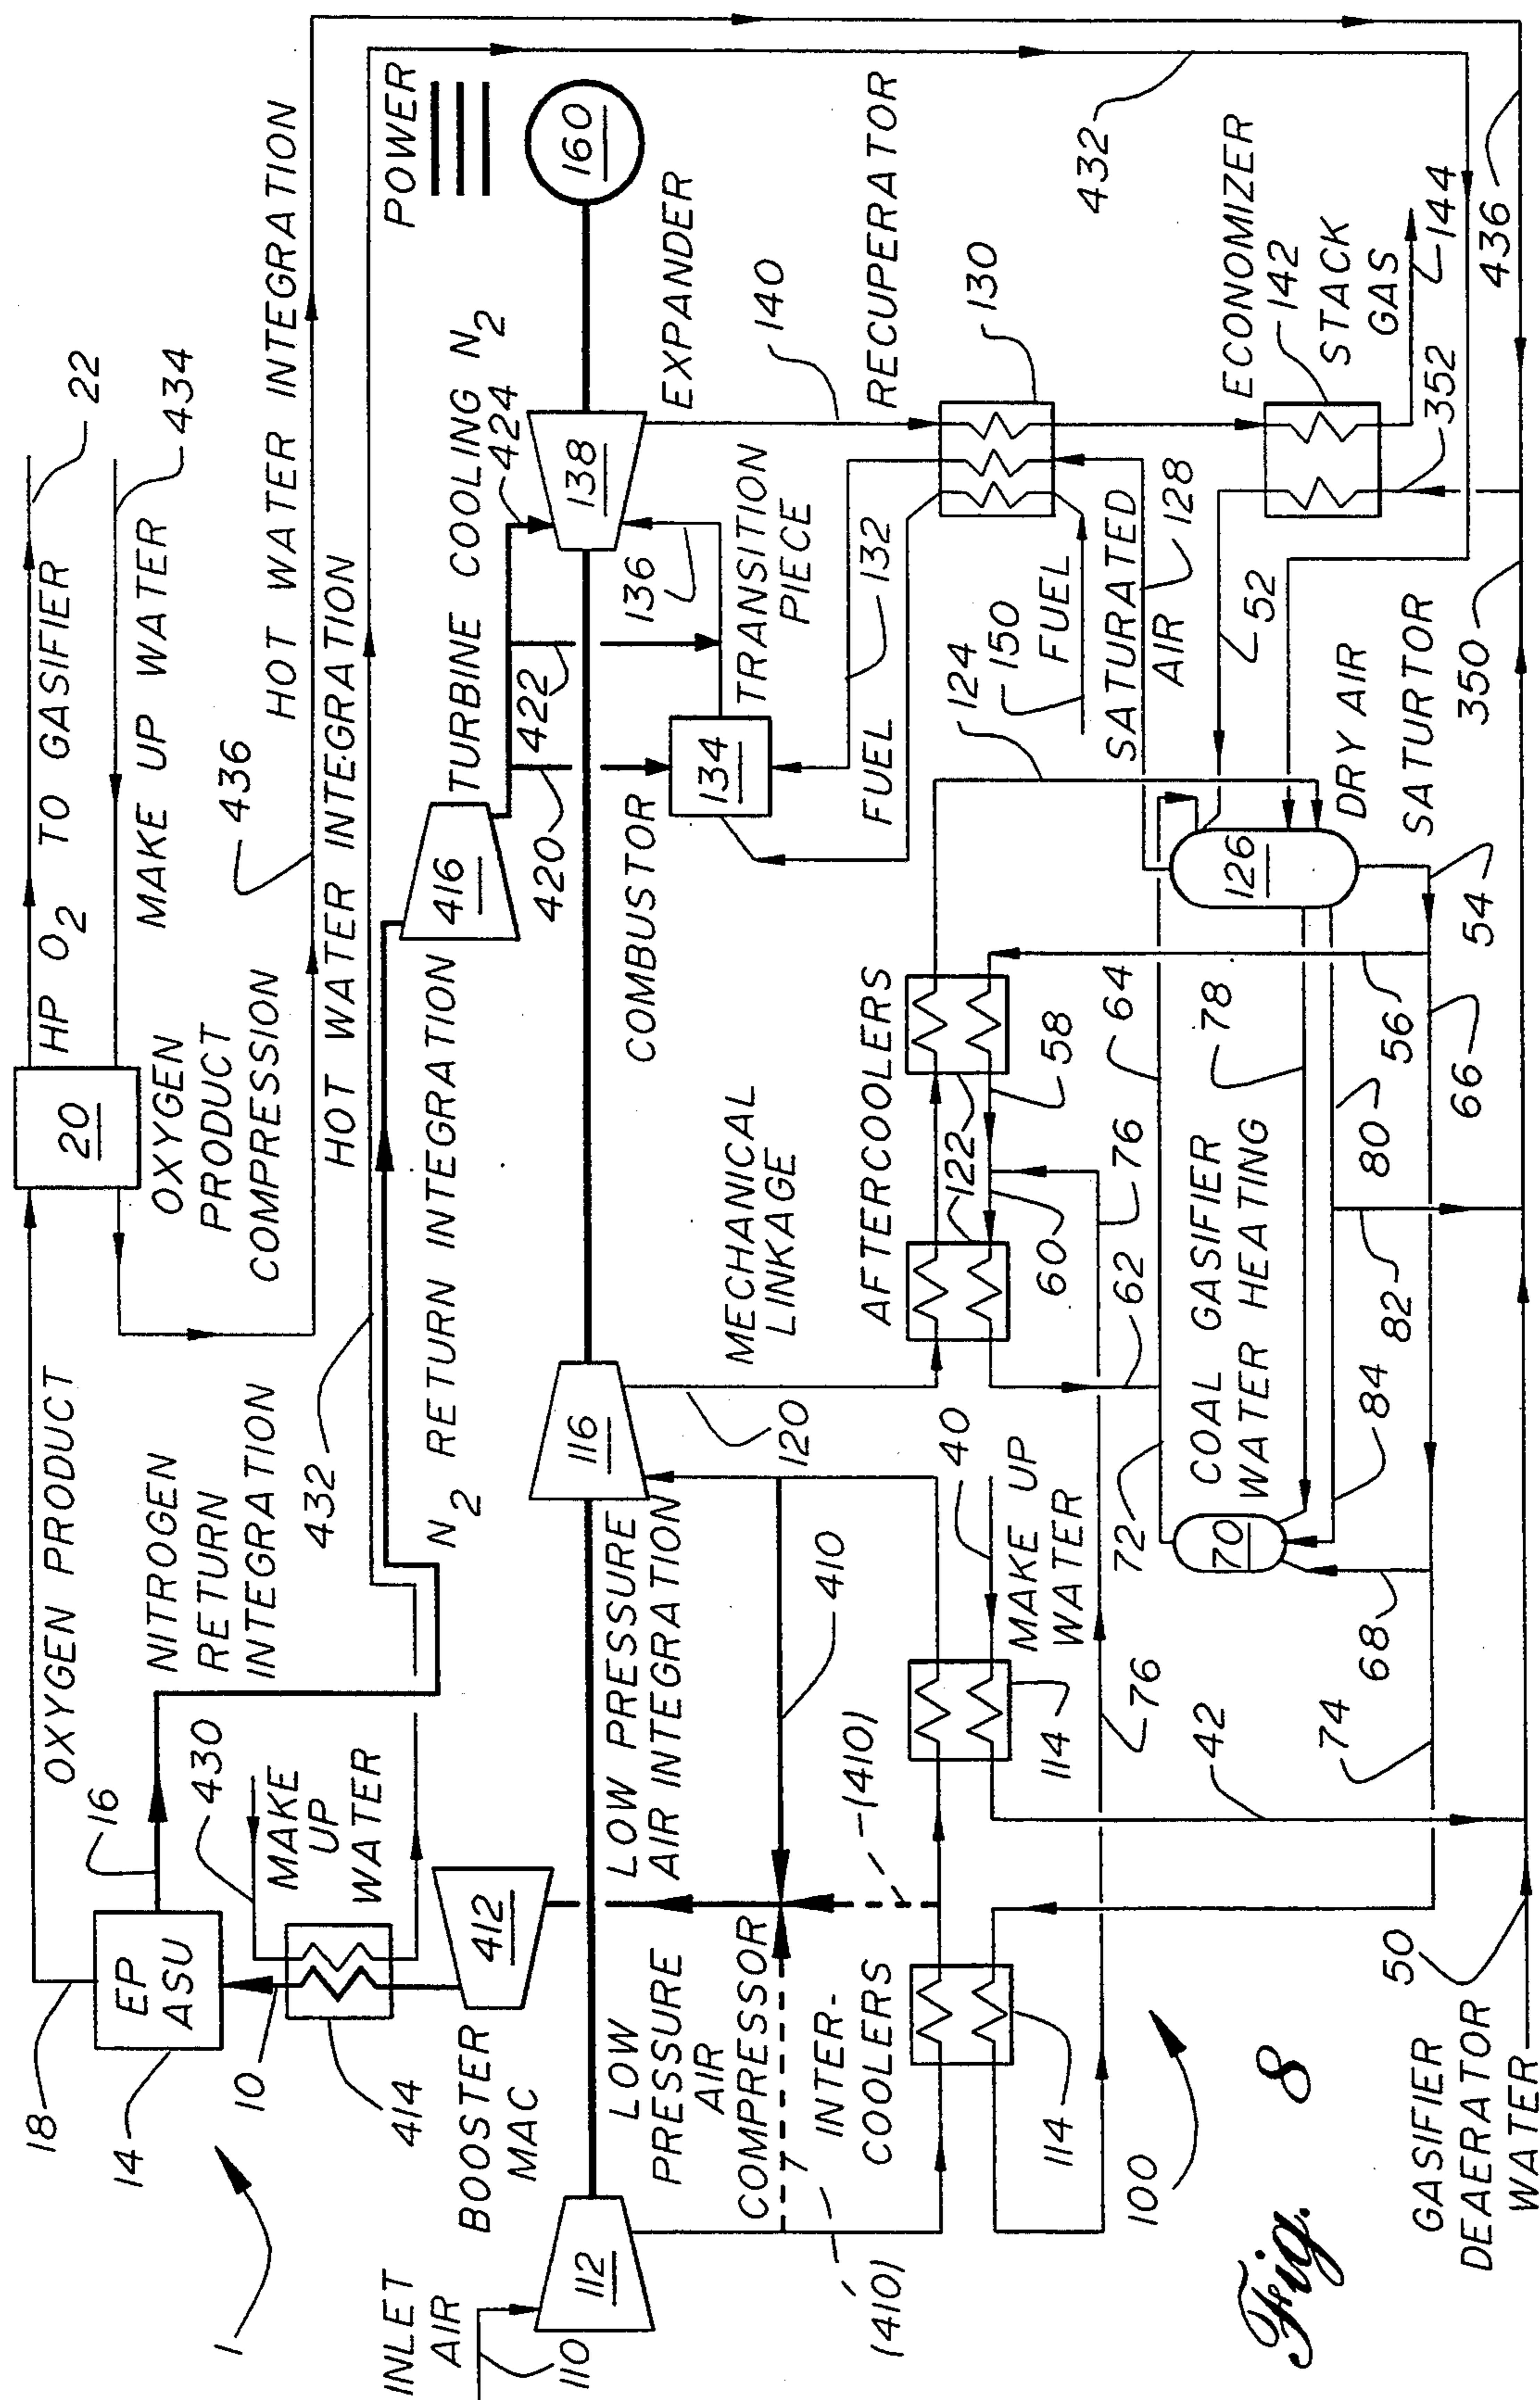 18
14
1
10
EP
ASU
16
OXYGEN PRODUCT
20
HP O2 TO GASIFIER
22
434
MAKE UP WATER
OXYGEN
PRODUCT
COMPRESSION
436
HOT WATER INTEGRATION
HOT WATER INTEGRATION
432
NITROGEN
RETURN
INTEGRATION
430
MAKE
UP
WATER
414
412
BOOSTER
MAC
N2 RETURN INTEGRATION
416
TURBINE COOLING N2
424
420
422
POWER
160
INLET
AIR
110
112
LOW
PRESSURE
AIR
COMPRESSOR
LOW PRESSURE
AIR INTEGRATION
(410)
(410)
410
116
120
MECHANICAL
LINKAGE
COMBUSTOR
134
136
TRANSITION
PIECE
138
EXPANDER
140
RECUPERATOR
130
132
FUEL
124
150
FUEL
INTER-
COOLERS
114
114
40
MAKE UP
WATER
AFTERCOOLERS
122
58
60
62
76
76
64
SATURATED
AIR
128
126
DRY AIR
SATURTOR
52
432
ECONOMIZER
142
STACK
GAS
144
352
436
72
70
COAL GASIFIER
WATER HEATING
78
80
82
84
56
54
66
68
74
42
350
50
100
GASIFIER
DEAERATOR
WATER
Fig. 8